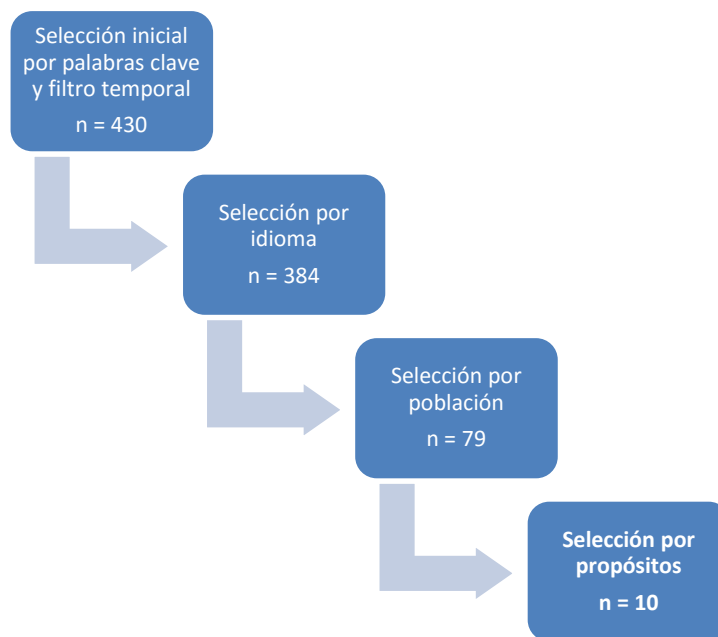 Selección inicial
por palabras clave
y filtro temporal
n = 430
Selección por
idioma
n = 384
Selección por
población
n = 79
Selección por
propósitos
n = 10